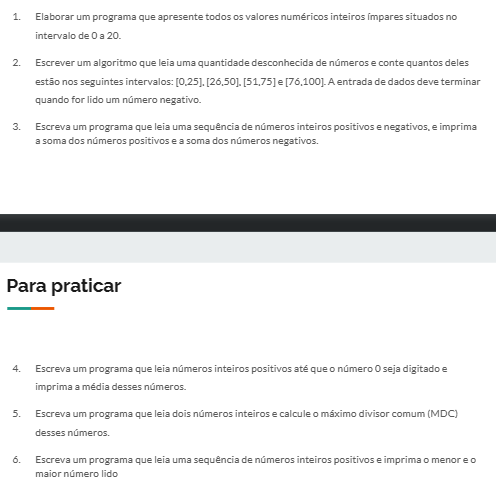 1. Elaborar um programa que apresente todos os valores numéricos inteiros ímpares situados no
intervalo de 0 a 20.
2. Escrever um algoritmo que leia uma quantidade desconhecida de números e conte quantos deles
estão nos seguintes intervalos: [0,25], [26,50], [51,75] e [76,100]. A entrada de dados deve terminar
quando for lido um número negativo.
3. Escreva um programa que leia uma sequência de números inteiros positivos e negativos, e imprima
a soma dos números positivos e a soma dos números negativos.
Para praticar
4. Escreva um programa que leia números inteiros positivos até que o número 0 seja digitado e
imprima a média desses números.
5. Escreva um programa que leia dois números inteiros e calcule o máximo divisor comum (MDC)
desses números.
6. Escreva um programa que leia uma sequência de números inteiros positivos e imprima o menor e o
maior número lido